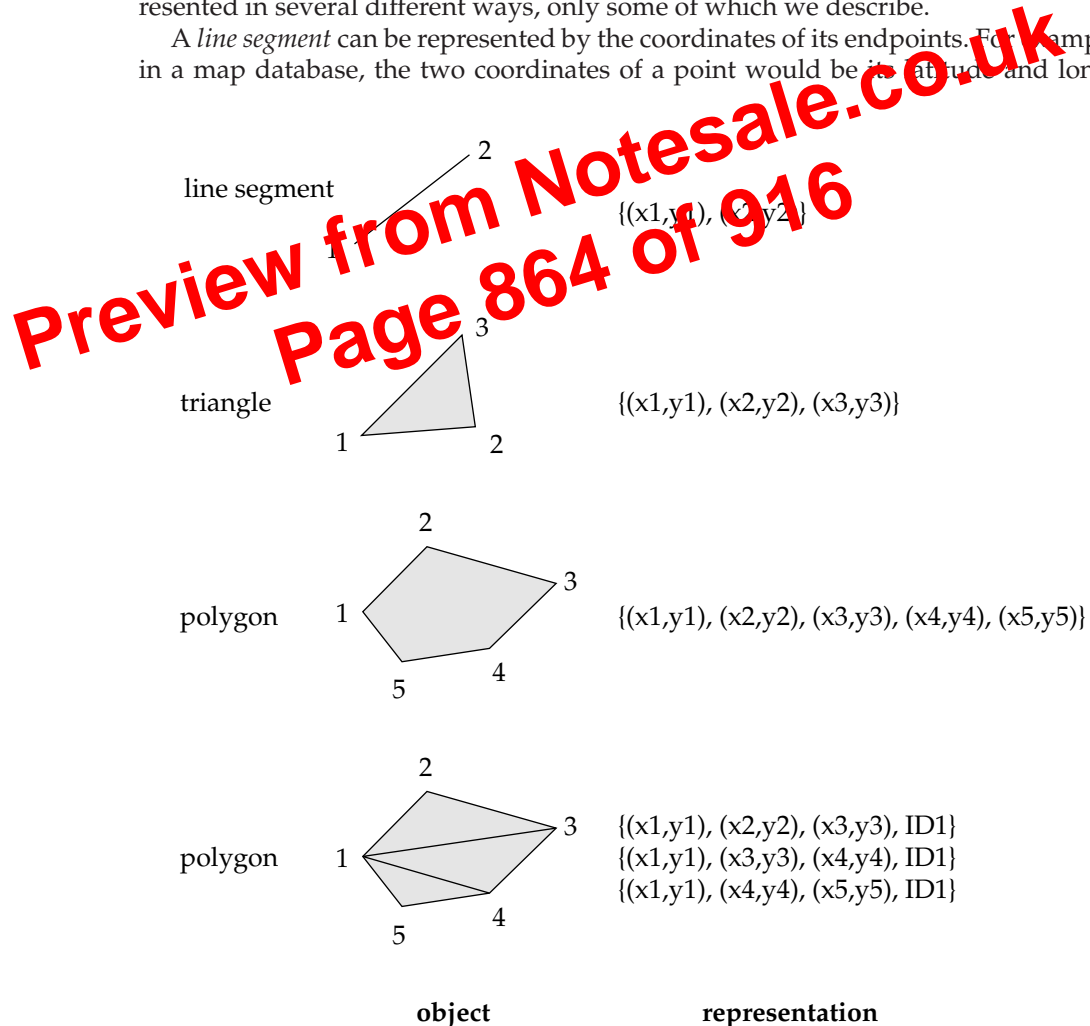 resented in several different ways, only some of which we describe.
A line segment can be represented by the coordinates of its endpoints. For
in a map database, the two coordinates of a point would be its latitude and lon
Preview from Notesale.co.uk
Page 864 of 916
2
line segment
{(x1,y1), (x2,y2)}
1
3
triangle
{(x1,y1), (x2,y2), (x3,y3)}
1
2
2
3
polygon
1
{(x1,y1), (x2,y2), (x3,y3), (x4,y4), (x5,y5)}
4
5
2
3
{(x1,y1), (x2,y2), (x3,y3), ID1}
polygon
1
{(x1,y1), (x3,y3), (x4,y4), ID1}
{(x1,y1), (x4,y4), (x5,y5), ID1}
4
5
object representation